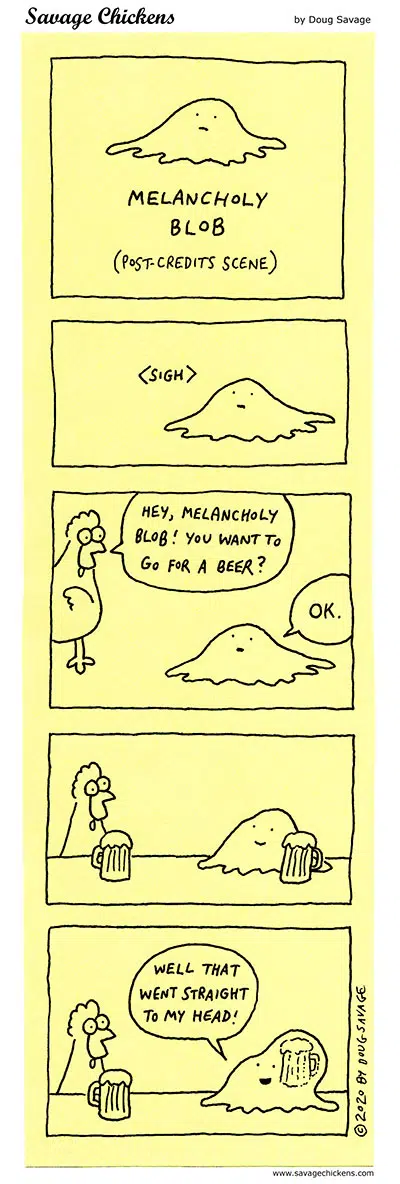 Savage Chickens
by Doug Savage
MELANCHOLY
BLOB
(POST-CREDITS SCENE)
<SIGH>
HEY, MELANCHOLY
BLOB! YOU WANT TO
GO FOR A BEER?
OK.
WELL THAT
WENT STRAIGHT
TO MY HEAD!
©2020 BY DOUG SAVAGE
www.savagechickens.com